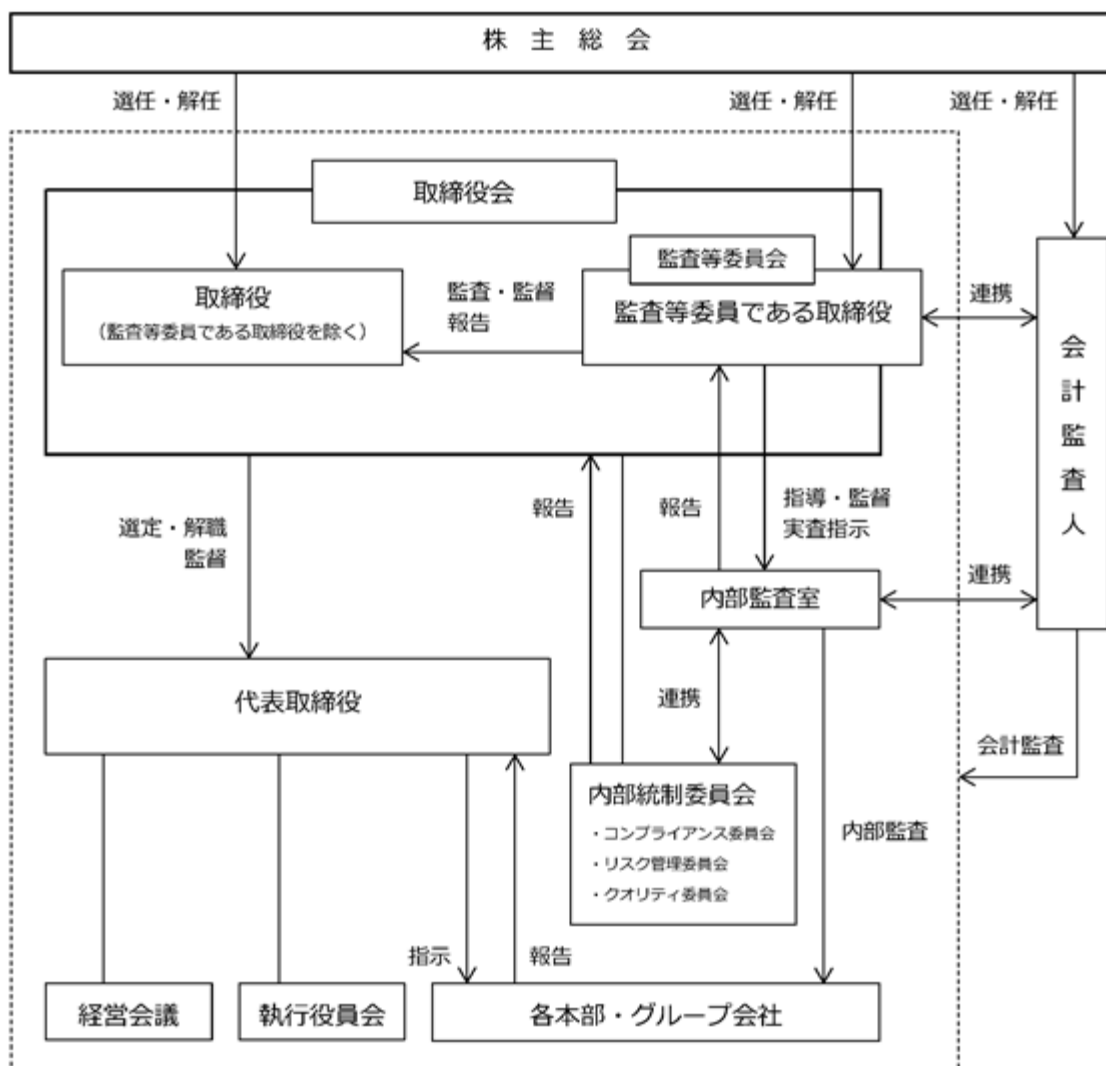 株主総会
選任・解任
選任・解任
選任・解任
取締役会
監査等委員会
取締役
(監査等委員である取締役を除く)
監査・監督
報告
監査等委員である取締役
連携
会計監査人
選定・解職
監督
報告
報告
指導・監督
実査指示
内部監査室
連携
代表取締役
連携
会計監査
内部統制委員会
・コンプライアンス委員会
・リスク管理委員会
・クオリティ委員会
内部監査
指示
報告
経営会議
執行役員会
各本部・グループ会社